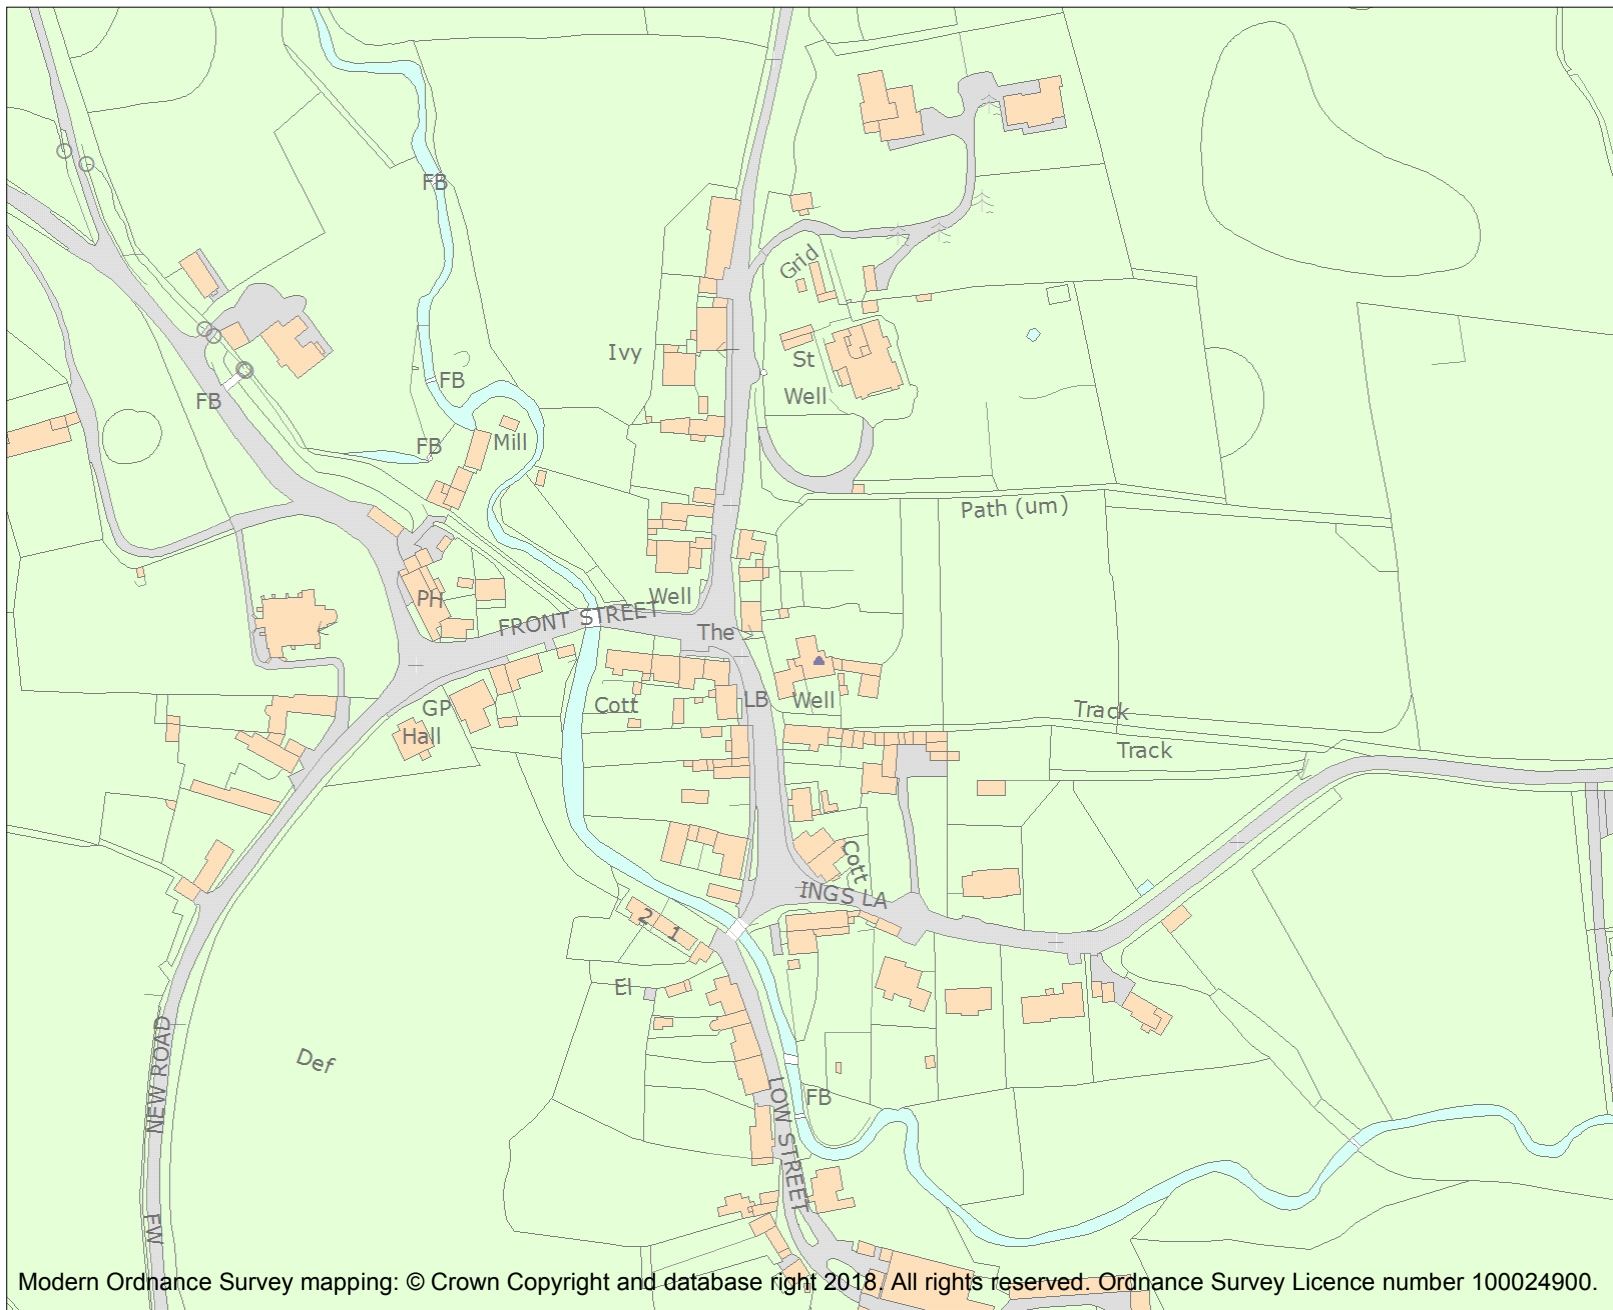 FB
Grid
Ivy
St
Well
FB
FB
FB
Mill
Path (um)
PH
Well
FRONT STREET
The
Cott
LB
Well
GP
Hall
Track
Track
Cott
INGS LA
2
1
El
NEW ROAD
Def
FB
LOW STREET
FW
Modern Ordnance Survey mapping: © Crown Copyright and database right 2018. All rights reserved. Ordnance Survey Licence number 100024900.